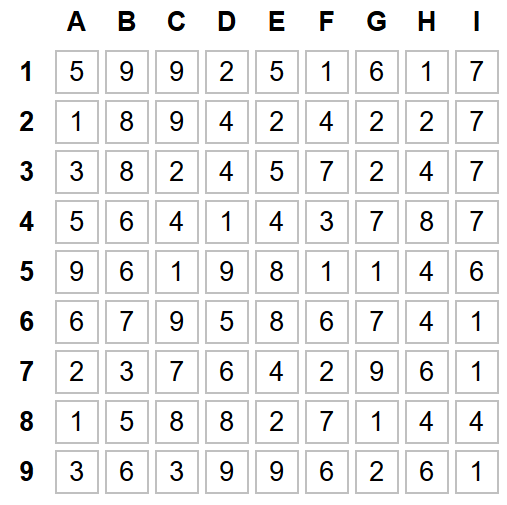 A B C D E F G H I
1 5 9 9 2 5 1 6 1 7
2 1 8 9 4 2 4 2 2 7
3 3 8 2 4 5 7 2 4 7
4 5 6 4 1 4 3 7 8 7
5 9 6 1 9 8 1 1 4 6
6 6 7 9 5 8 6 7 4 1
7 2 3 7 6 4 2 9 6 1
8 1 5 8 8 2 7 1 4 4
9 3 6 3 9 9 6 2 6 1